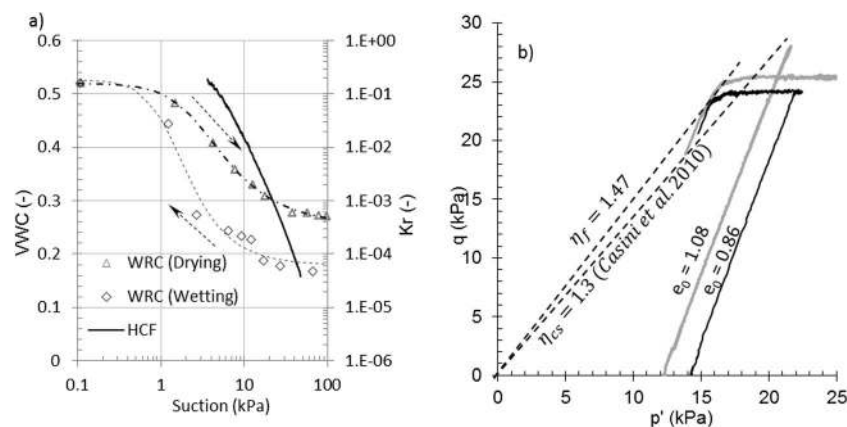 a)
VWC (-)
0.6
0.5
0.4
0.3
0.2
0.1
0
WRC (Drying)
WRC (Wetting)
HCF
0.1
1
10
100
Suction (kPa)
1.E+00
1.E-01
1.E-02
1.E-03
1.E-04
1.E-05
1.E-06
Kr (-)
b)
q (kPa)
30
25
20
15
10
5
0
ηf = 1.47
ηcs = 1.3 (Casini et al. 2010)
e0 = 1.08
e0 = 0.86
0
5
10
15
20
25
p' (kPa)